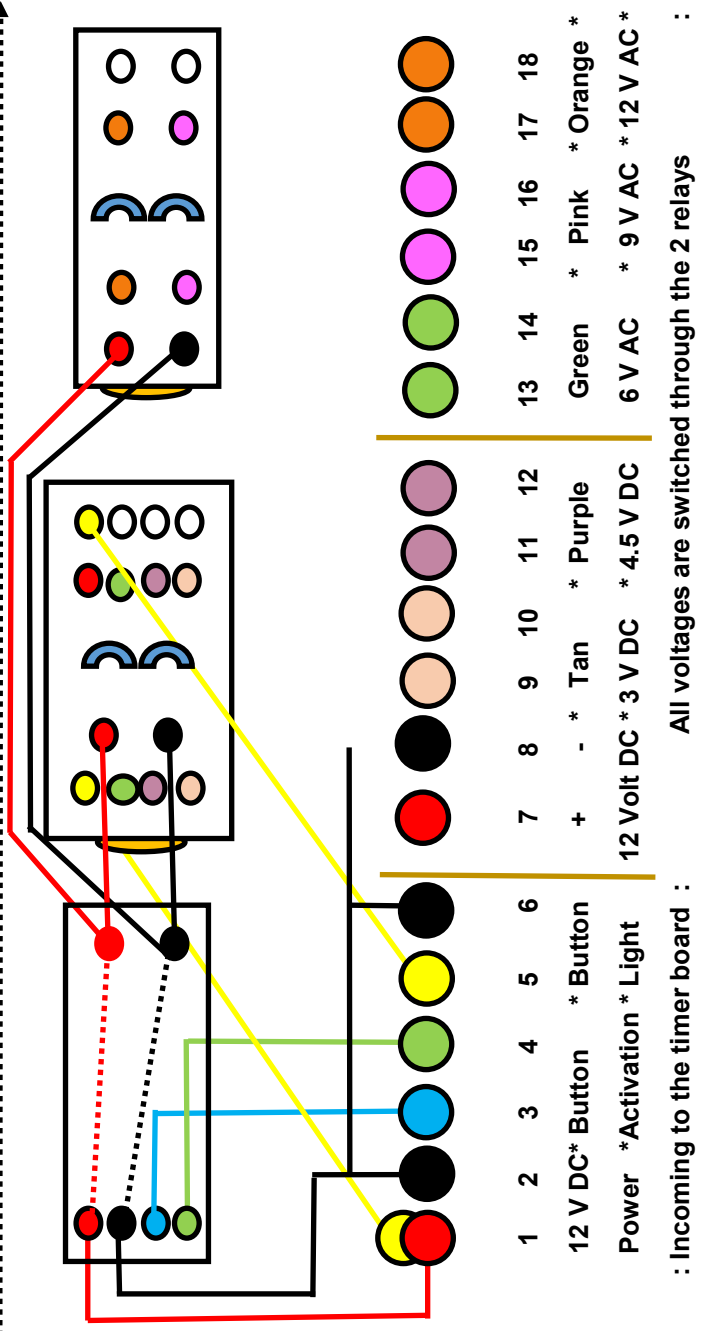 1 2 3 4 5 6 7 8 9 10 11 12 13 14 15 16 17 18
12 V DC* Button * Button + - * Tan * Purple Green * Pink * Orange *
Power *Activation * Light 12 Volt DC * 3 V DC * 4.5 V DC 6 V AC * 9 V AC * 12 V AC *
: Incoming to the timer board : All voltages are switched through the 2 relays :